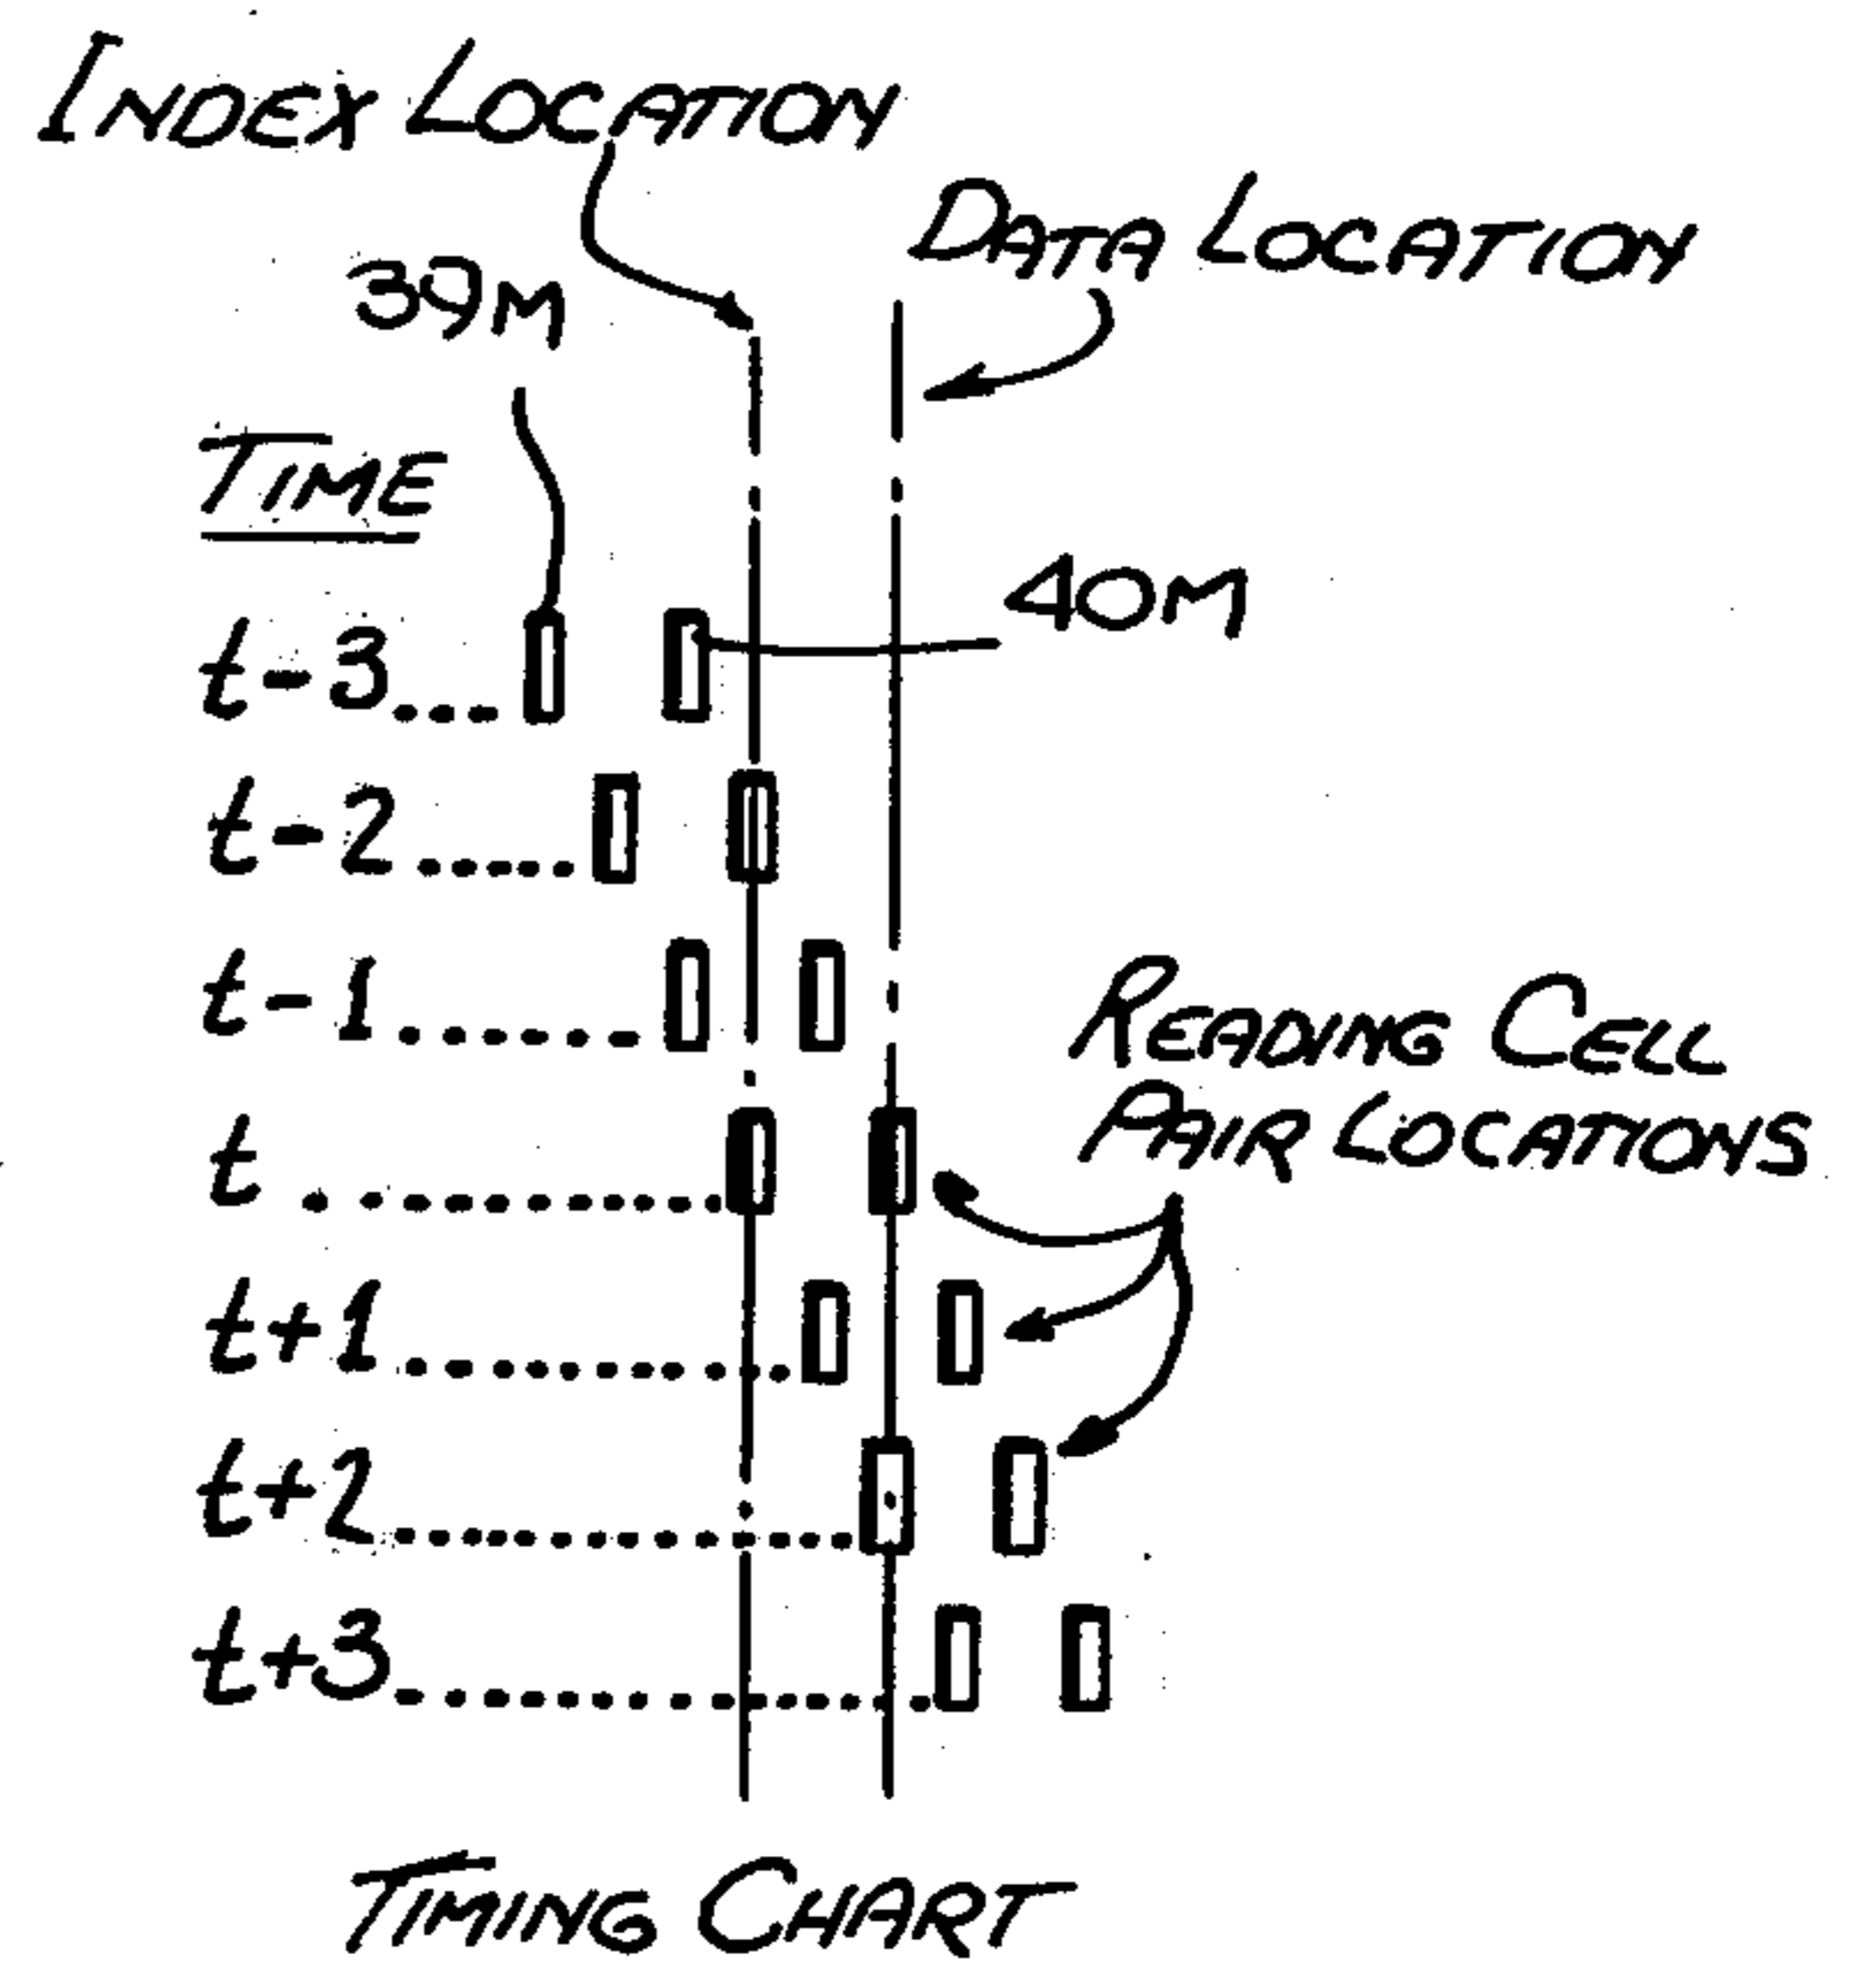 INDEX LOCATION
DATA LOCATION
39M
TIME
40M
t-3...
t-2.....
t-1......
READING CELL
PAIR LOCATIONS
t...........
t+1...........
t+2.............
t+3..............
TIMING CHART